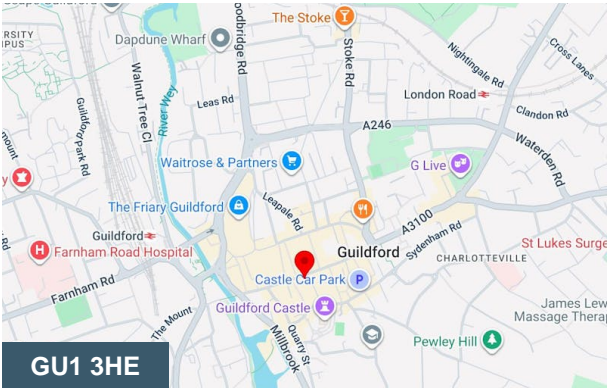 The Stoke
Dapdune Wharf
Woodbridge Rd
Stoke Rd
Nightingale Rd
Cross Lanes
Walnut Tree Cl
River Wey
Leas Rd
London Road
Clandon Rd
A246
Guildford Park Rd
Waitrose & Partners
G Live
Waterden Rd
The Friary Guildford
Leapale Rd
A3100
Sydenham Rd
Guildford
Guildford
St Lukes Surge
Farnham Road Hospital
CHARLOTTEVILLE
Castle Car Park
P
H
Farnham Rd
Guildford Castle
The Mount
Quarry St
Millbrook
James Lew
Massage Therap
Pewley Hill
GU1 3HE